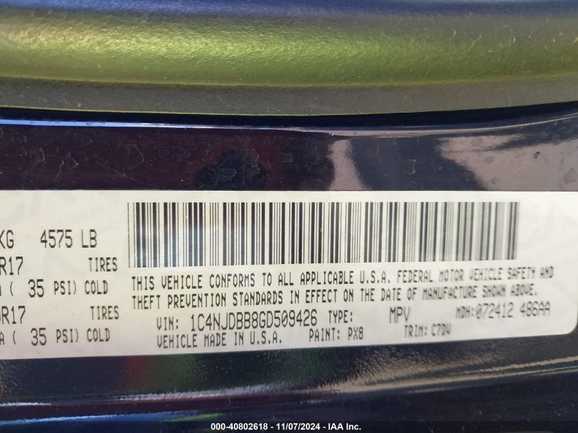 KG 4575 LB
R17 TIRES
A ( 35 PSI) COLD
R17 TIRES
A ( 35 PSI) COLD
THIS VEHICLE CONFORMS TO ALL APPLICABLE U.S.A. FEDERAL MOTOR VEHICLE SAFETY AND
THEFT PREVENTION STANDARDS IN EFFECT ON THE DATE OF MANUFACTURE SHOWN ABOVE.
VIN: 1C4NJDBB8GD509426 TYPE: MPV MDH: 072412 486AA
VEHICLE MADE IN U.S.A. PAINT: PX8 TRIM: C7DV
000-40802618 - 11/07/2024 - IAA Inc.